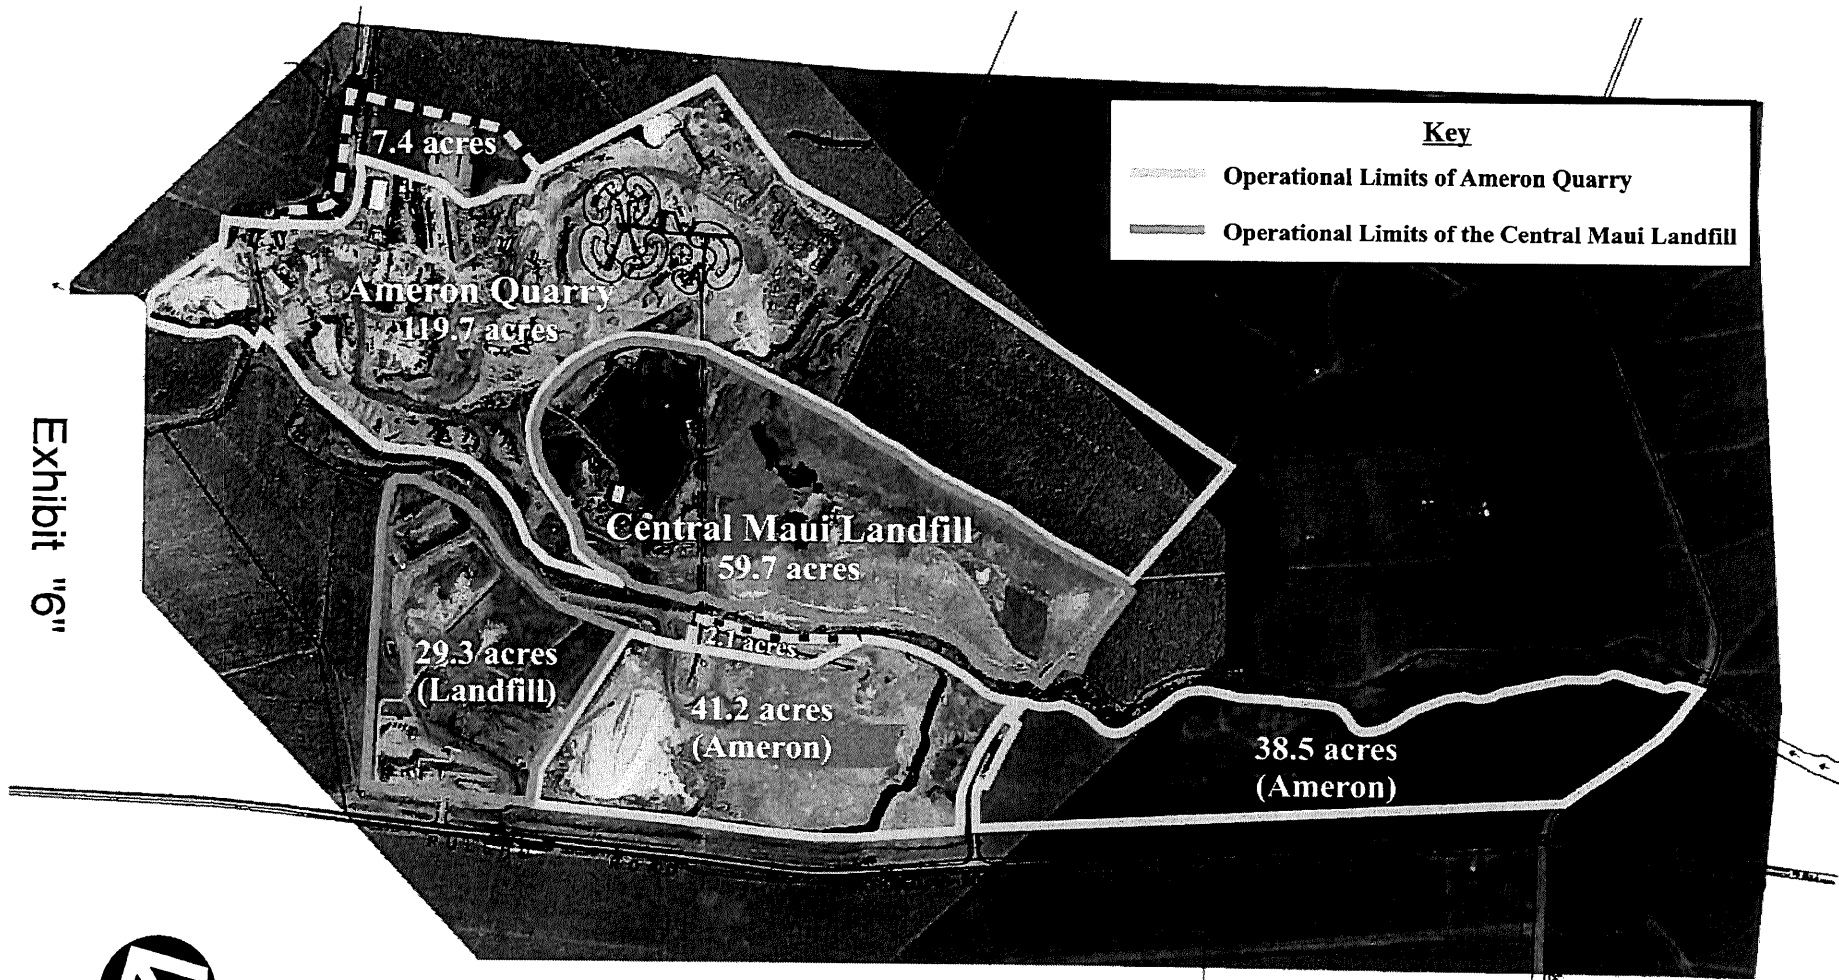 Key
Operational Limits of Ameron Quarry
Operational Limits of the Central Maui Landfill
7.4 acres
Ameron Quarry
119.7 acres
Central Maui Landfill
59.7 acres
2.1 acres
29.3 acres
(Landfill)
41.2 acres
(Ameron)
38.5 acres
(Ameron)
Exhibit "6"